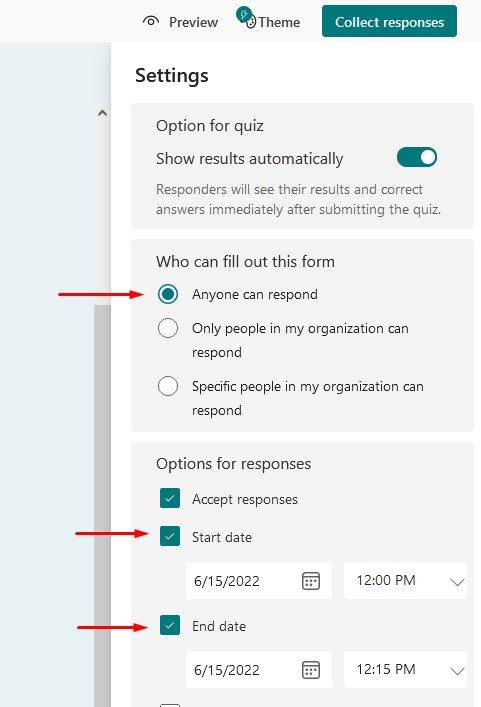 Preview Theme Collect responses
Settings
Option for quiz
Show results automatically
Responders will see their results and correct
answers immediately after submitting the quiz.
Who can fill out this form
Anyone can respond
Only people in my organization can
respond
Specific people in my organization can
respond
Options for responses
Accept responses
Start date
6/15/2022 12:00 PM
End date
6/15/2022 12:15 PM